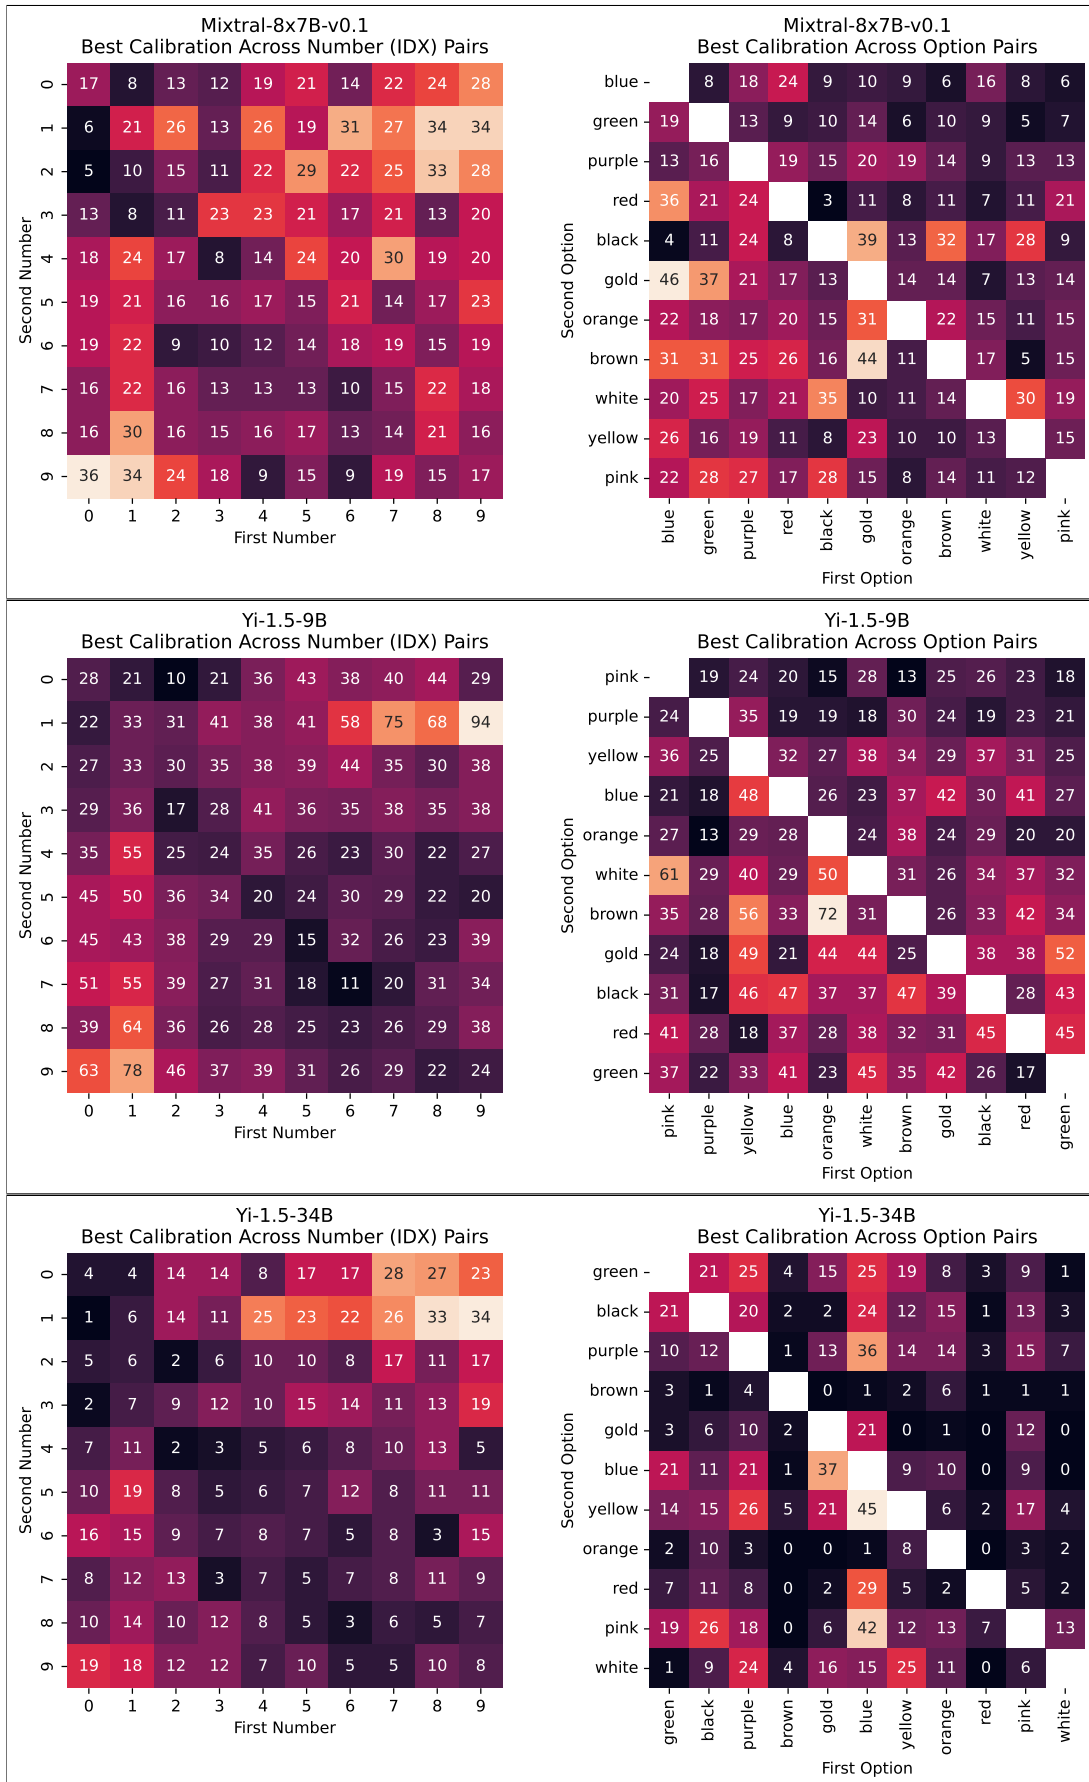 Mixtral-8x7B-v0.1
Best Calibration Across Number (IDX) Pairs
Second Number
0 17 8 13 12 19 21 14 22 24 28
1 6 21 26 13 26 19 31 27 34 34
2 5 10 15 11 22 29 22 25 33 28
3 13 8 11 23 23 21 17 21 13 20
4 18 24 17 8 14 24 20 30 19 20
5 19 21 16 16 17 15 21 14 17 23
6 19 22 9 10 12 14 18 19 15 19
7 16 22 16 13 13 13 10 15 22 18
8 16 30 16 15 16 17 13 14 21 16
9 36 34 24 18 9 15 9 19 15 17
0 1 2 3 4 5 6 7 8 9
First Number
Mixtral-8x7B-v0.1
Best Calibration Across Option Pairs
Second Option
blue 8 18 24 9 10 9 6 16 8 6
green 19 13 9 10 14 6 10 9 5 7
purple 13 16 19 15 20 19 14 9 13 13
red 36 21 24 3 11 8 11 7 11 21
black 4 11 24 8 39 13 32 17 28 9
gold 46 37 21 17 13 14 14 7 13 14
orange 22 18 17 20 15 31 22 15 11 15
brown 31 31 25 26 16 44 11 17 5 15
white 20 25 17 21 35 10 11 14 30 19
yellow 26 16 19 11 8 23 10 10 13 15
pink 22 28 27 17 28 15 8 14 11 12
blue green purple red black gold orange brown white yellow pink
First Option
Yi-1.5-9B
Best Calibration Across Number (IDX) Pairs
Second Number
0 28 21 10 21 36 43 38 40 44 29
1 22 33 31 41 38 41 58 75 68 94
2 27 33 30 35 38 39 44 35 30 38
3 29 36 17 28 41 36 35 38 35 38
4 35 55 25 24 35 26 23 30 22 27
5 45 50 36 34 20 24 30 29 22 20
6 45 43 38 29 29 15 32 26 23 39
7 51 55 39 27 31 18 11 20 31 34
8 39 64 36 26 28 25 23 26 29 38
9 63 78 46 37 39 31 26 29 22 24
0 1 2 3 4 5 6 7 8 9
First Number
Yi-1.5-9B
Best Calibration Across Option Pairs
Second Option
pink 19 24 20 15 28 13 25 26 23 18
purple 24 35 19 19 18 30 24 19 23 21
yellow 36 25 32 27 38 34 29 37 31 25
blue 21 18 48 26 23 37 42 30 41 27
orange 27 13 29 28 24 38 24 29 20 20
white 61 29 40 29 50 31 26 34 37 32
brown 35 28 56 33 72 31 26 33 42 34
gold 24 18 49 21 44 44 25 38 38 52
black 31 17 46 47 37 37 47 39 28 43
red 41 28 18 37 28 38 32 31 45 45
green 37 22 33 41 23 45 35 42 26 17
pink purple yellow blue orange white brown gold black red green
First Option
Yi-1.5-34B
Best Calibration Across Number (IDX) Pairs
Second Number
0 4 4 14 14 8 17 17 28 27 23
1 1 6 14 11 25 23 22 26 33 34
2 5 6 2 6 10 10 8 17 11 17
3 2 7 9 12 10 15 14 11 13 19
4 7 11 2 3 5 6 8 10 13 5
5 10 19 8 5 6 7 12 8 11 11
6 16 15 9 7 8 7 5 8 3 15
7 8 12 13 3 7 5 7 8 11 9
8 10 14 10 12 8 5 3 6 5 7
9 19 18 12 12 7 10 5 5 10 8
0 1 2 3 4 5 6 7 8 9
First Number
Yi-1.5-34B
Best Calibration Across Option Pairs
Second Option
green 21 25 4 15 25 19 8 3 9 1
black 21 20 2 2 24 12 15 1 13 3
purple 10 12 1 13 36 14 14 3 15 7
brown 3 1 4 0 1 2 6 1 1 1
gold 3 6 10 2 21 0 1 0 12 0
blue 21 11 21 1 37 9 10 0 9 0
yellow 14 15 26 5 21 45 6 2 17 4
orange 2 10 3 0 0 1 8 0 3 2
red 7 11 8 0 2 29 5 2 5 2
pink 19 26 18 0 6 42 12 13 7 13
white 1 9 24 4 16 15 25 11 0 6
green black purple brown gold blue yellow orange red pink white
First Option